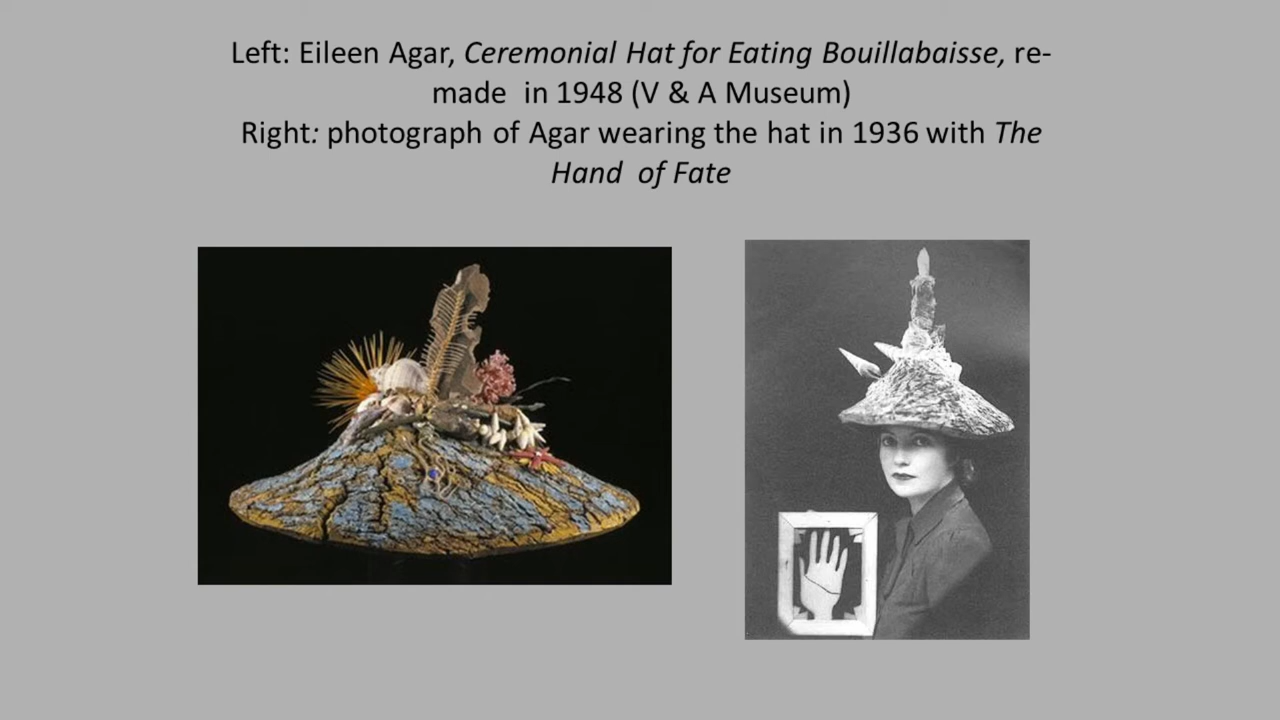 Left: Eileen Agar, Ceremonial Hat for Eating Bouillabaisse, re-
made in 1948 (V & A Museum)
Right: photograph of Agar wearing the hat in 1936 with The
Hand of Fate